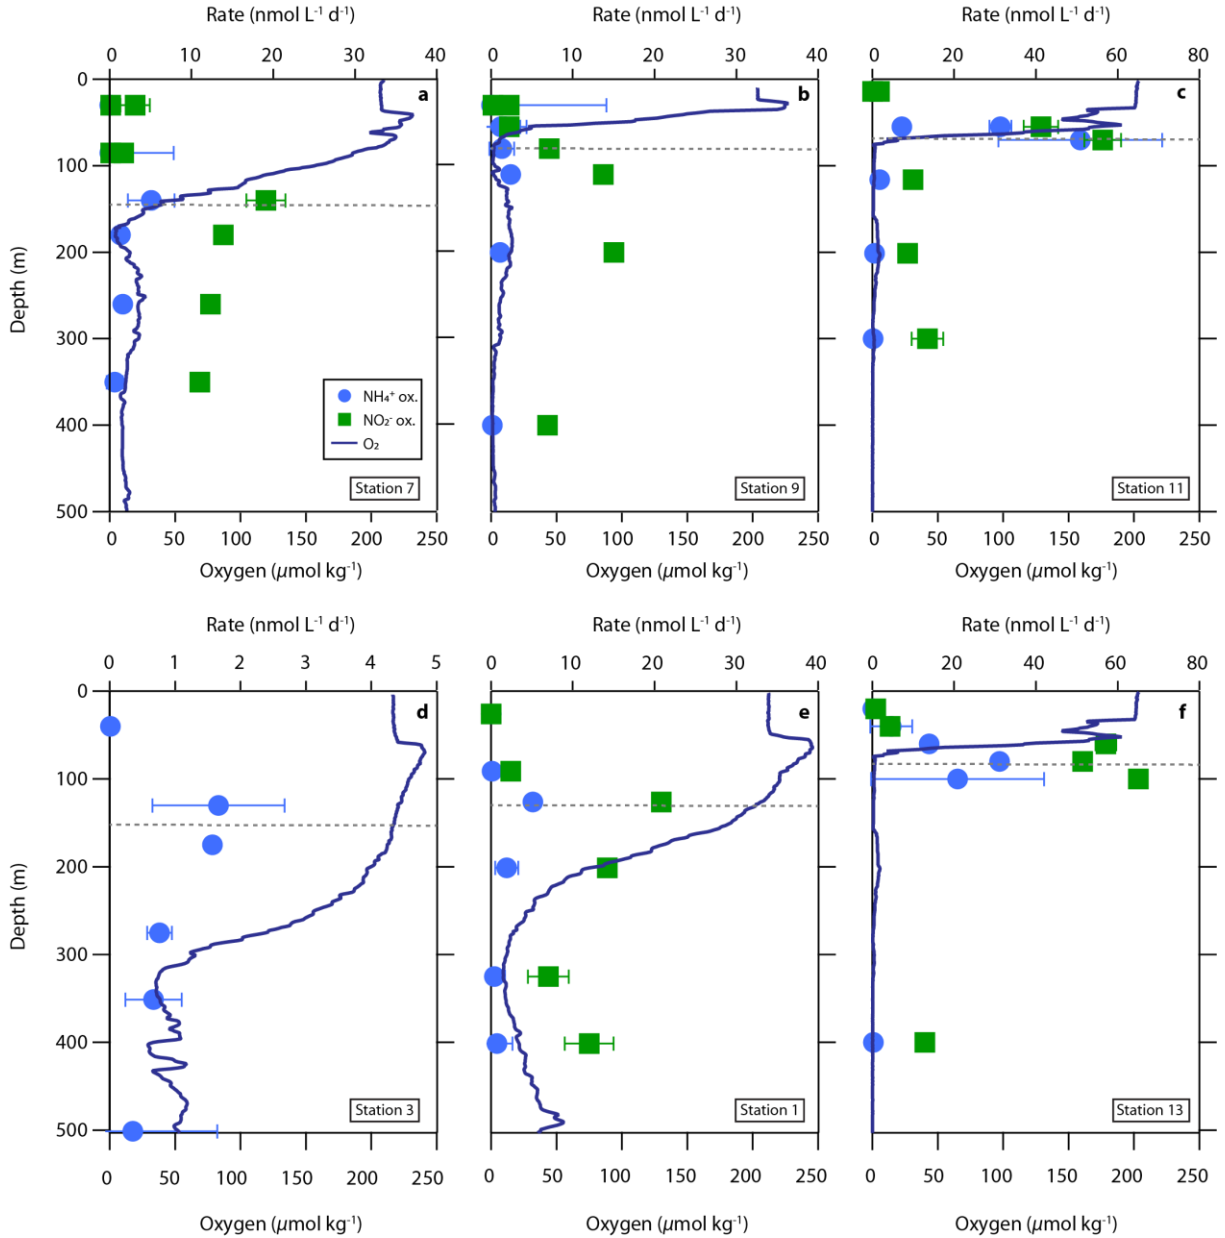 Rate (nmol L⁻¹ d⁻¹) Rate (nmol L⁻¹ d⁻¹) Rate (nmol L⁻¹ d⁻¹)
0 10 20 30 40 0 10 20 30 40 0 20 40 60 80
a b c
0
100
200
300
400
500
Depth (m)
NH₄⁺ ox.
NO₂⁻ ox.
O₂
Station 7 Station 9 Station 11
0 50 100 150 200 250 0 50 100 150 200 250 0 50 100 150 200 250
Oxygen (μmol kg⁻¹) Oxygen (μmol kg⁻¹) Oxygen (μmol kg⁻¹)
Rate (nmol L⁻¹ d⁻¹) Rate (nmol L⁻¹ d⁻¹) Rate (nmol L⁻¹ d⁻¹)
0 1 2 3 4 5 0 10 20 30 40 0 20 40 60 80
d e f
0
100
200
300
400
500
Depth (m)
Station 3 Station 1 Station 13
0 50 100 150 200 250 0 50 100 150 200 250 0 50 100 150 200 250
Oxygen (μmol kg⁻¹) Oxygen (μmol kg⁻¹) Oxygen (μmol kg⁻¹)